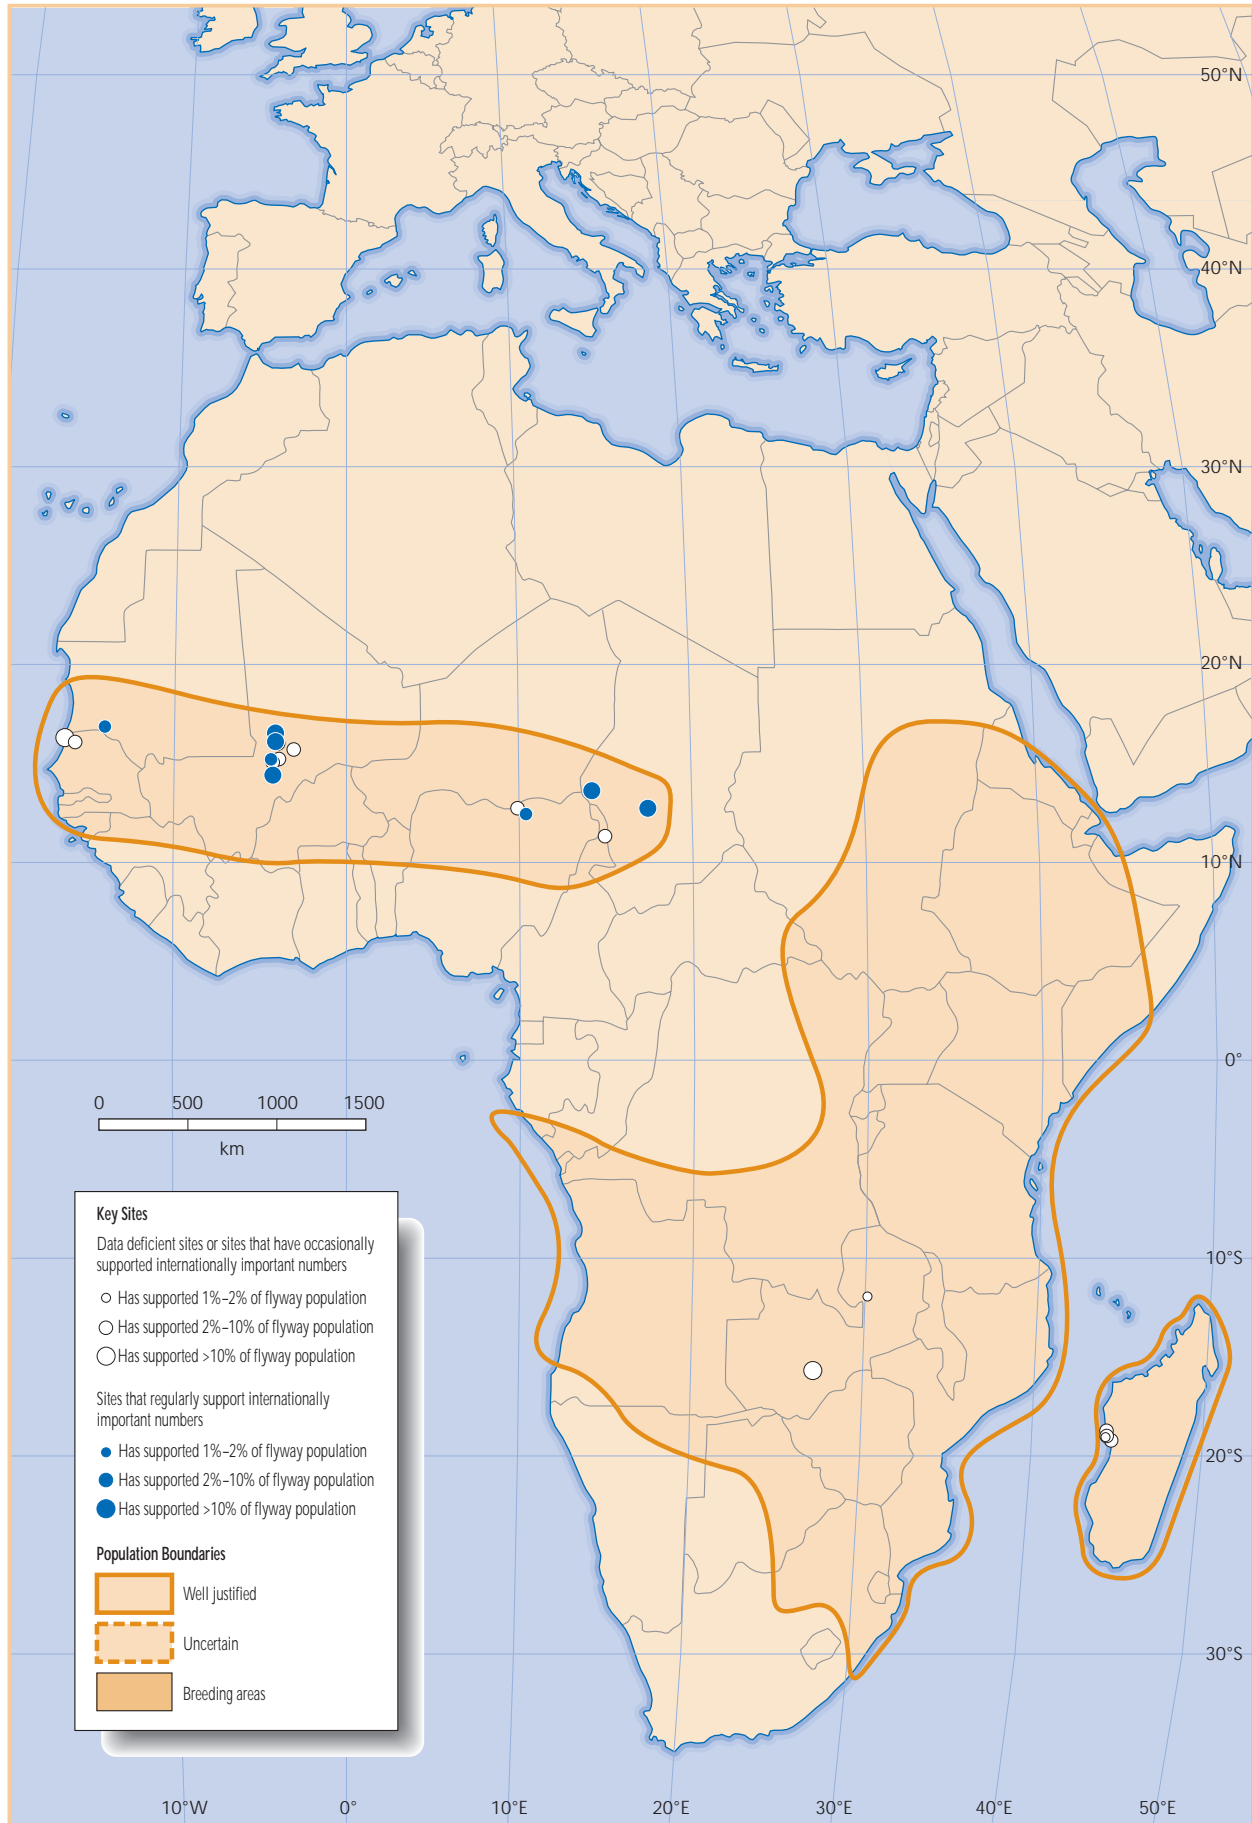 50°N
40°N
30°N
20°N
10°N
0°
0 500 1000 1500
km
Key Sites
Data deficient sites or sites that have occasionally
supported internationally important numbers
Has supported 1%–2% of flyway population
Has supported 2%–10% of flyway population
Has supported >10% of flyway population
Sites that regularly support internationally
important numbers
Has supported 1%–2% of flyway population
Has supported 2%–10% of flyway population
Has supported >10% of flyway population
Population Boundaries
Well justified
Uncertain
Breeding areas
10°S
20°S
30°S
10°W 0° 10°E 20°E 30°E 40°E 50°E